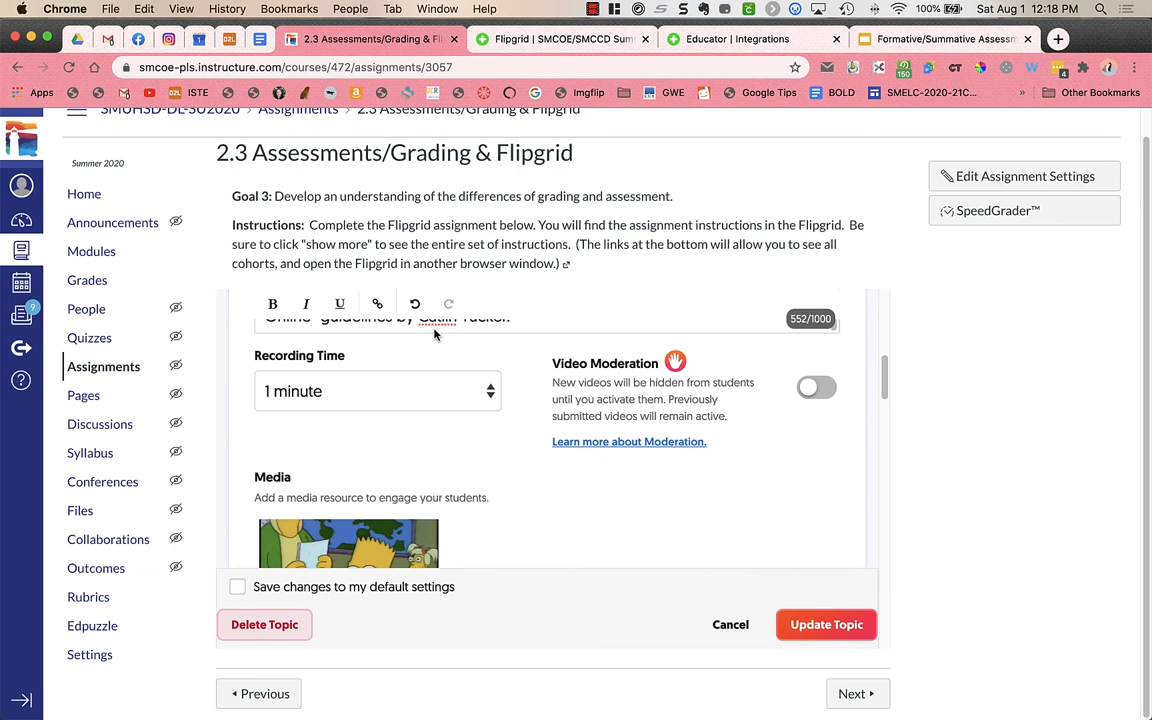 Chrome File Edit View History Bookmarks People Tab Window Help 100% Sat Aug 1 12:18 PM
2.3 Assessments/Grading & Fli
Flipgrid | SMCOE/SMCCD Sum
Educator | Integrations
Formative/Summative Assessm
smcoe-pls.instructure.com/courses/472/assignments/3057
Apps ISTE Imgflip GWE Google Tips BOLD SMELC-2020-21C... » Other Bookmarks
SMUHSD-DL-SU2020 › Assignments › 2.3 Assessments/Grading & Flipgrid
Summer 2020
Home
Announcements
Modules
Grades
People
Quizzes
Assignments
Pages
Discussions
Syllabus
Conferences
Files
Collaborations
Outcomes
Rubrics
Edpuzzle
Settings
9
2.3 Assessments/Grading & Flipgrid
Goal 3: Develop an understanding of the differences of grading and assessment.
Instructions: Complete the Flipgrid assignment below. You will find the assignment instructions in the Flipgrid. Be
sure to click "show more" to see the entire set of instructions. (The links at the bottom will allow you to see all
cohorts, and open the Flipgrid in another browser window.)
B I U
Online" guidelines by Catlin Tucker.
552/1000
Recording Time
1 minute
Video Moderation
New videos will be hidden from students
until you activate them. Previously
submitted videos will remain active.
Learn more about Moderation.
Media
Add a media resource to engage your students.
Save changes to my default settings
Delete Topic
Cancel
Update Topic
Previous
Next
Edit Assignment Settings
SpeedGrader™